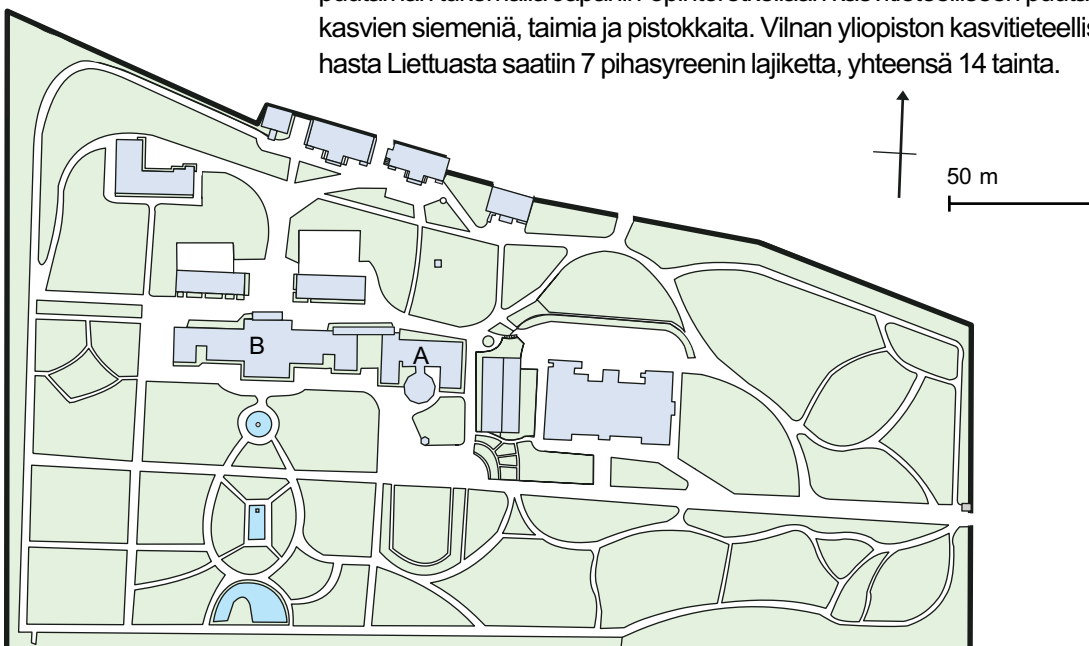 kasvien siemeniä, taimia ja pistokkaita. Vilnan yliopiston kasvitieteellis
hasta Liettuasta saatiin 7 pihasyreenin lajiketta, yhteensä 14 tainta.
50 m
B
A